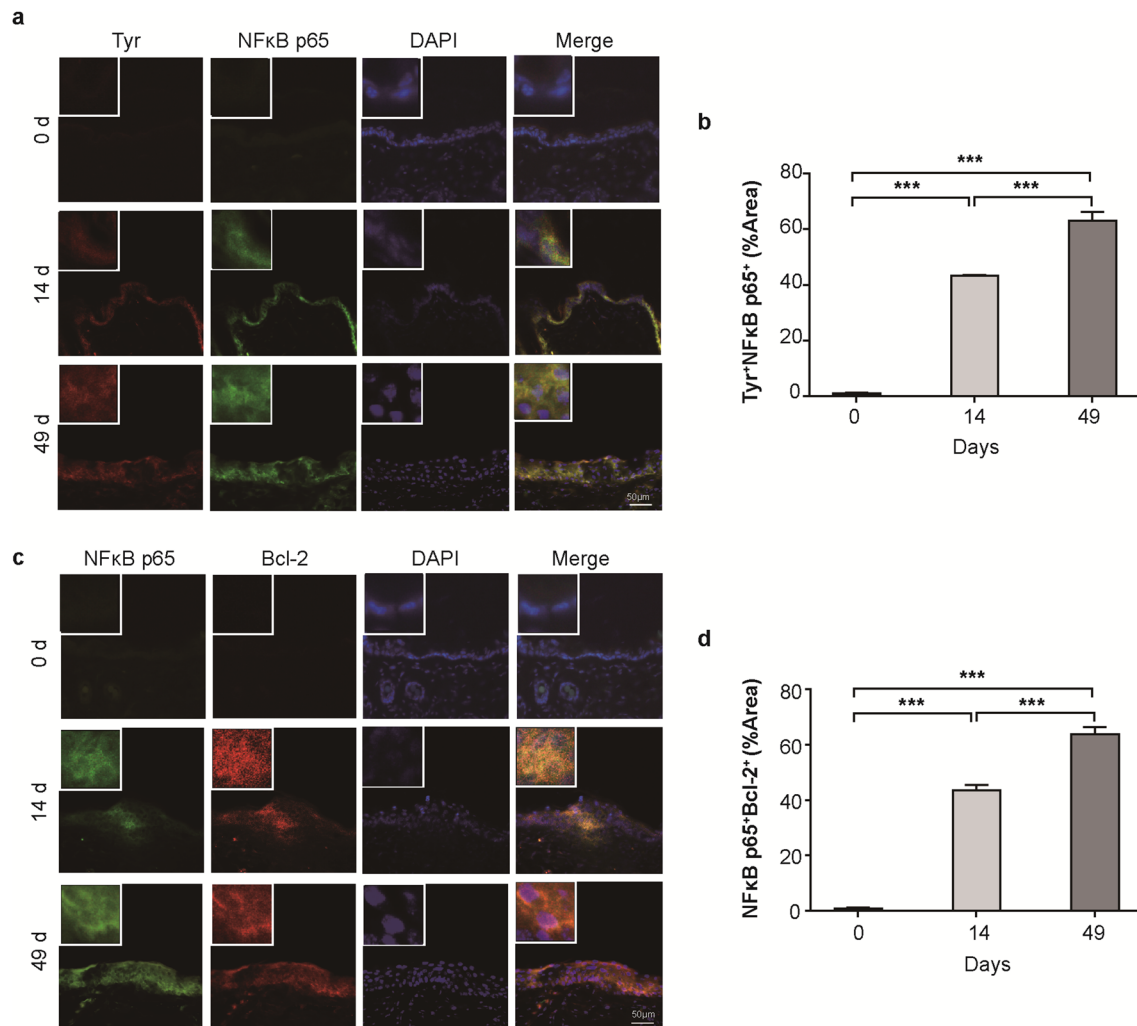 a
Tyr NFκB p65 DAPI Merge
0 d
14 d
49 d
50μm
b
Tyr⁺NFκB p65⁺ (%Area)
80
60
40
20
0
***
*** ***
0 14 49
Days
c
NFκB p65 Bcl-2 DAPI Merge
0 d
14 d
49 d
50μm
d
NFκB p65⁺Bcl-2⁺ (%Area)
80
60
40
20
0
***
*** ***
0 14 49
Days